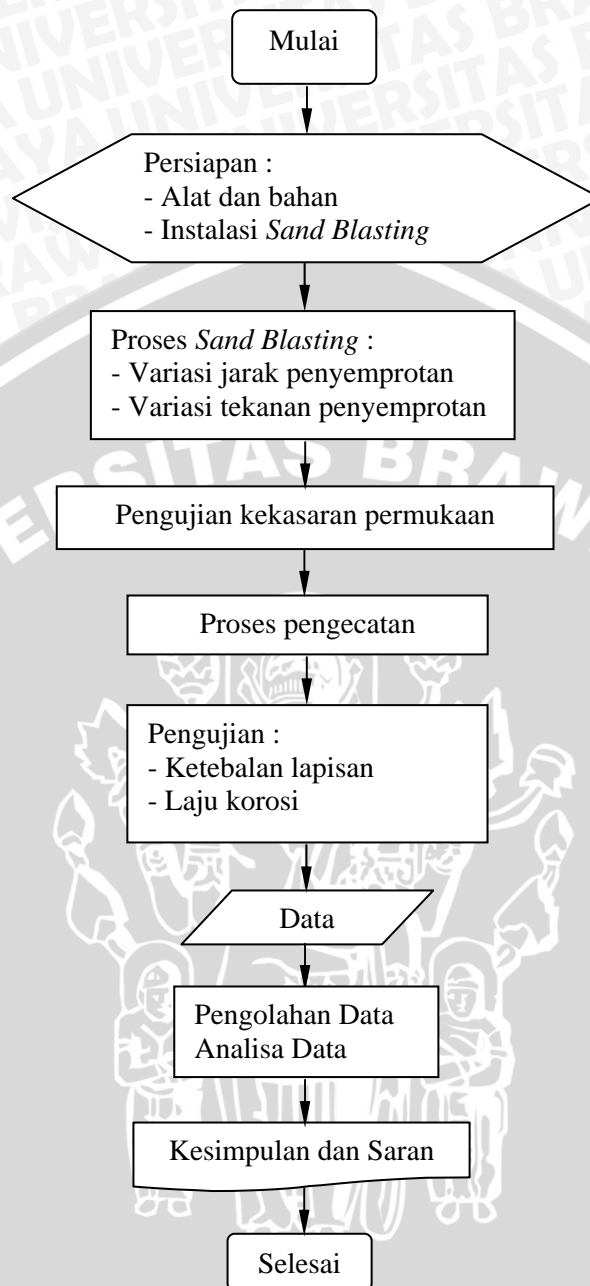 Mulai
Persiapan :
- Alat dan bahan
- Instalasi Sand Blasting
Proses Sand Blasting :
- Variasi jarak penyemprotan
- Variasi tekanan penyemprotan
Pengujian kekasaran permukaan
Proses pengecatan
Pengujian :
- Ketebalan lapisan
- Laju korosi
Data
Pengolahan Data
Analisa Data
Kesimpulan dan Saran
Selesai